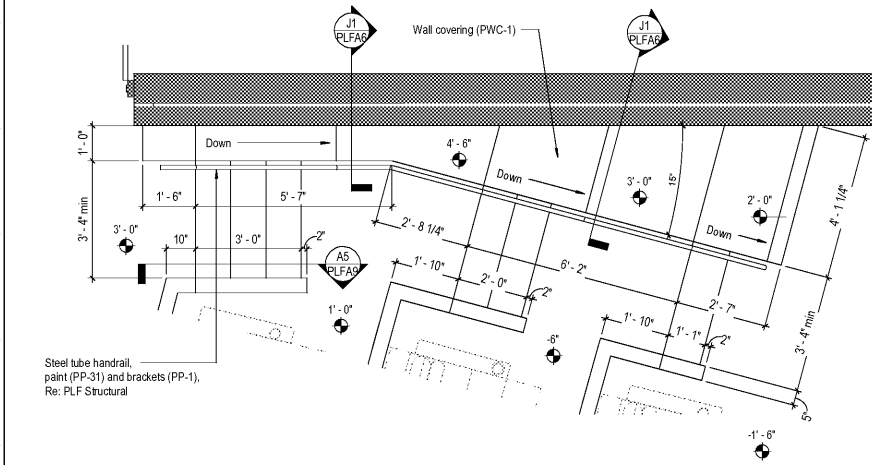 J1
PLFA6
Wall covering (PWC-1)
J1
PLFA6
1' - 0"
Down
4' - 6"
Down
3' - 0"
15°
2' - 0"
Down
4' - 1 1/4"
3' - 4" min
1' - 6"
5' - 7"
2' - 8 1/4"
3' - 0"
10"
3' - 0"
2"
A5
PLFA9
1' - 10"
2' - 0"
2"
6' - 2"
2' - 7"
1' - 0"
1' - 10"
1' - 1"
2"
3' - 4" min
-6"
5"
-1' - 6"
Steel tube handrail,
paint (PP-31) and brackets (PP-1),
Re: PLF Structural